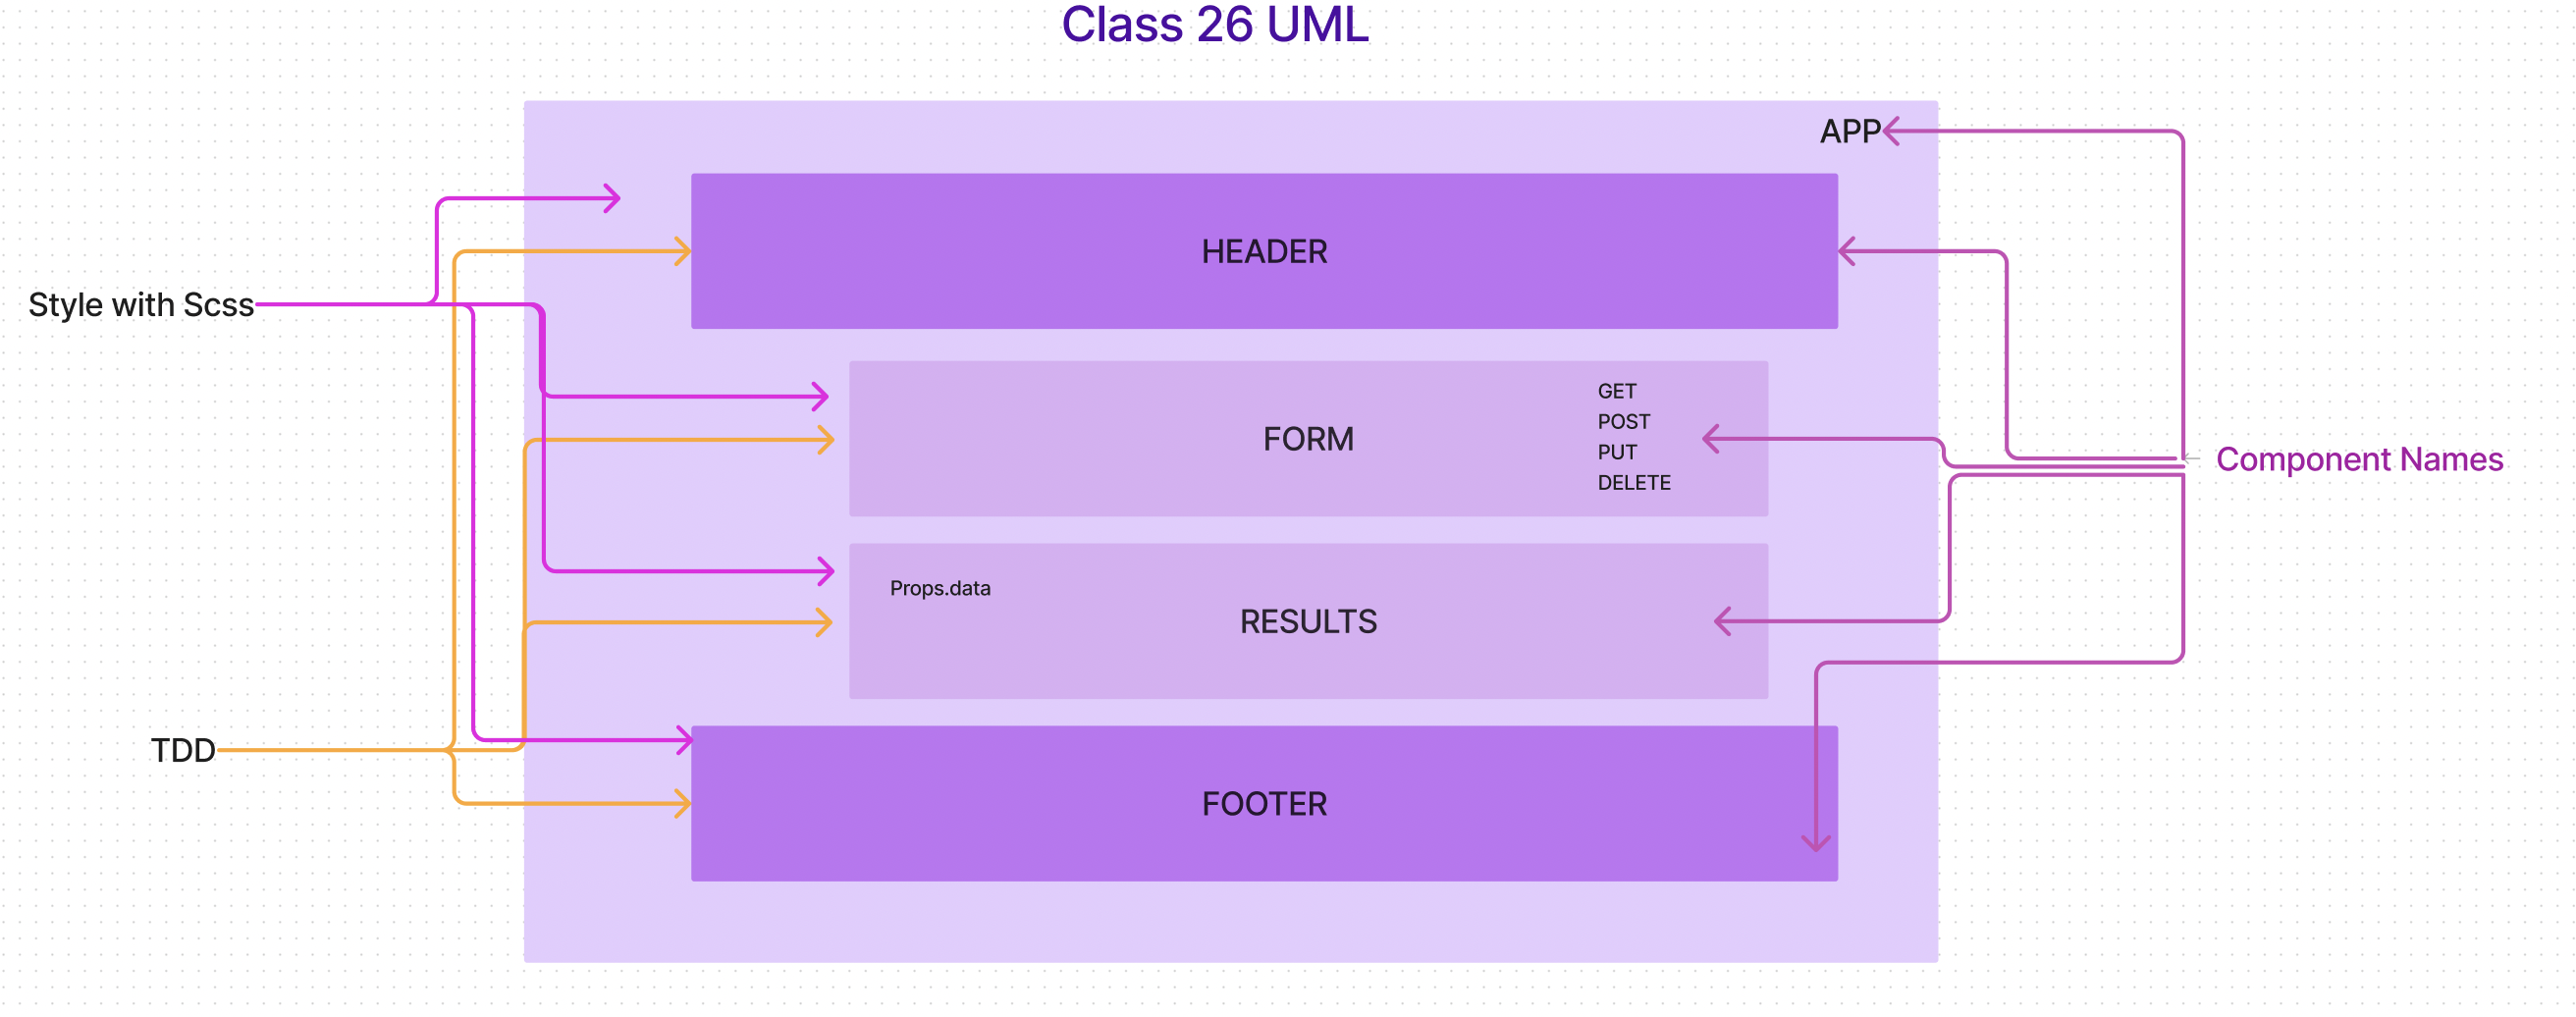 Class 26 UML
APP
HEADER
Style with Scss
GET
POST
FORM
PUT
DELETE
Component Names
Props.data
RESULTS
TDD
FOOTER